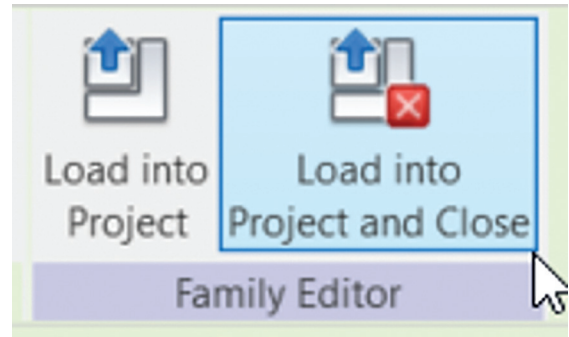 Load into
Project
Load into
Project and Close
Family Editor